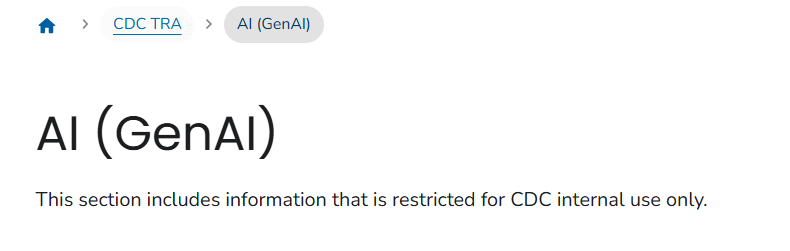 CDC TRA AI (GenAI)
AI (GenAI)
This section includes information that is restricted for CDC internal use only.